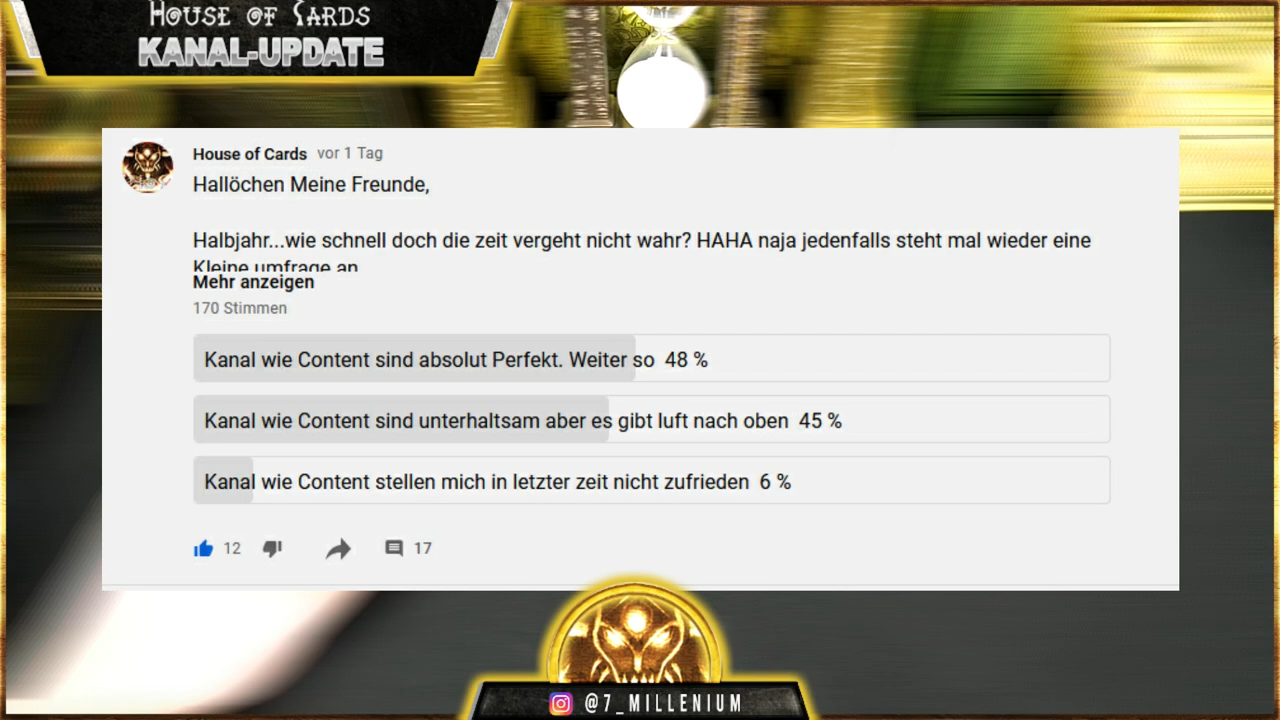 HOUSE OF CARDS
KANAL-UPDATE
House of Cards vor 1 Tag
Hallöchen Meine Freunde,
Halbjahr...wie schnell doch die zeit vergeht nicht wahr? HAHA naja jedenfalls steht mal wieder eine
Kleine umfrage an
Mehr anzeigen
170 Stimmen
Kanal wie Content sind absolut Perfekt. Weiter so 48 %
Kanal wie Content sind unterhaltsam aber es gibt luft nach oben 45 %
Kanal wie Content stellen mich in letzter zeit nicht zufrieden 6 %
12 17
@7_MILLENIUM